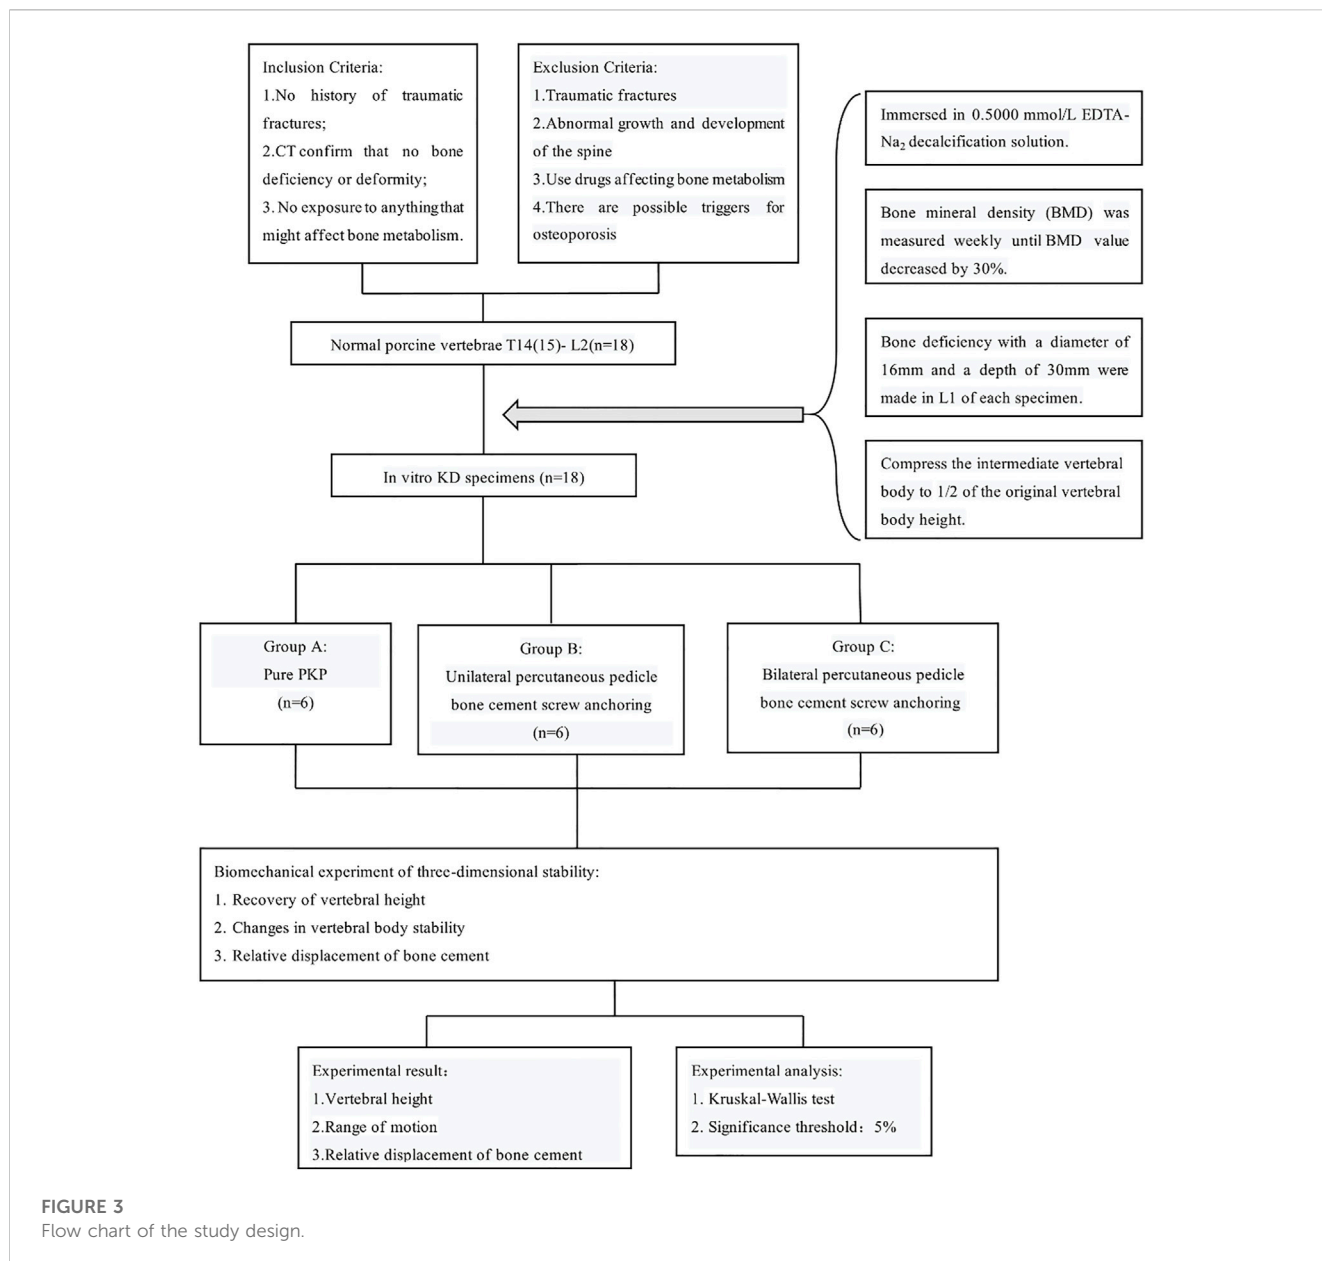 Inclusion Criteria:
1.No history of traumatic
fractures;
2.CT confirm that no bone
deficiency or deformity;
3. No exposure to anything that
might affect bone metabolism.
Exclusion Criteria:
1.Traumatic fractures
2.Abnormal growth and development
of the spine
3.Use drugs affecting bone metabolism
4.There are possible triggers for
osteoporosis
Immersed in 0.5000 mmol/L EDTA-
Na₂ decalcification solution.
Bone mineral density (BMD) was
measured weekly until BMD value
decreased by 30%.
Bone deficiency with a diameter of
16mm and a depth of 30mm were
made in L1 of each specimen.
Compress the intermediate vertebral
body to 1/2 of the original vertebral
body height.
Normal porcine vertebrae T14(15)- L2(n=18)
In vitro KD specimens (n=18)
Group A:
Pure PKP
(n=6)
Group B:
Unilateral percutaneous pedicle
bone cement screw anchoring
(n=6)
Group C:
Bilateral percutaneous pedicle
bone cement screw anchoring
(n=6)
Biomechanical experiment of three-dimensional stability:
1. Recovery of vertebral height
2. Changes in vertebral body stability
3. Relative displacement of bone cement
Experimental result：
1.Vertebral height
2.Range of motion
3.Relative displacement of bone cement
Experimental analysis:
1. Kruskal-Wallis test
2. Significance threshold：5%
FIGURE 3
Flow chart of the study design.